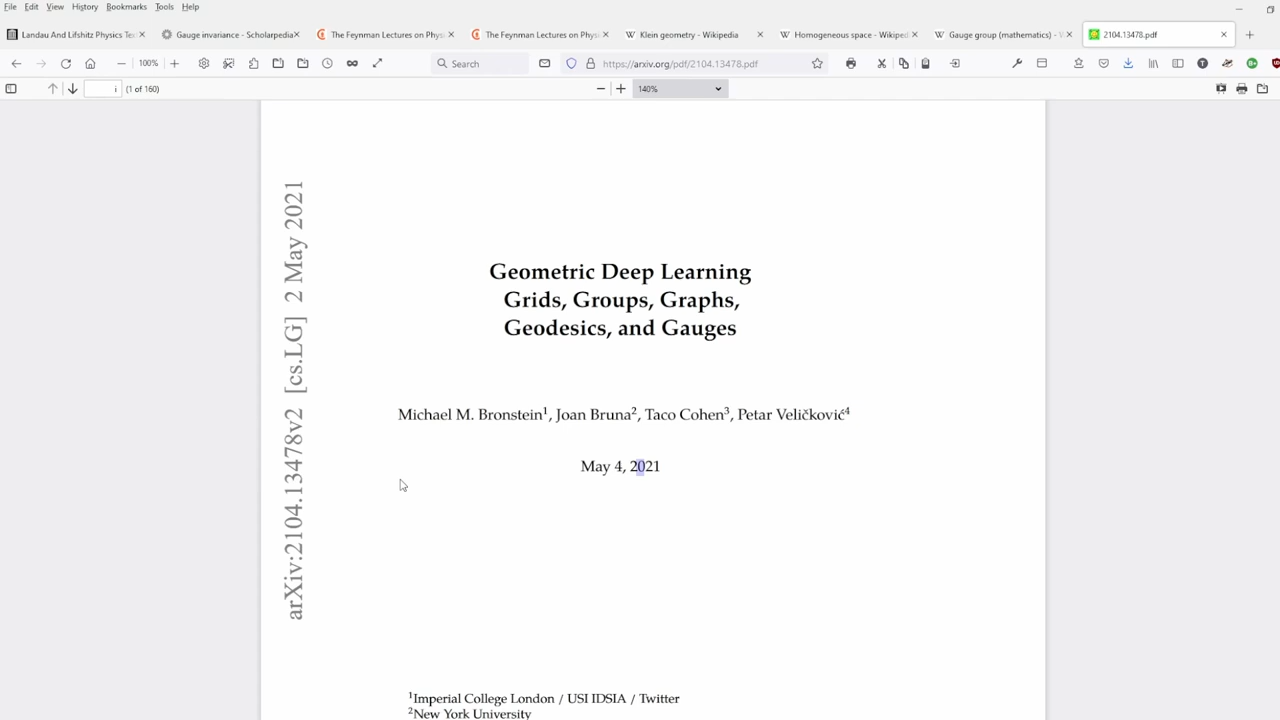 File Edit View History Bookmarks Tools Help
Landau And Lifshitz Physics Te
Gauge invariance - Scholarpedia
The Feynman Lectures on Physi
The Feynman Lectures on Physi
Klein geometry - Wikipedia
Homogeneous space - Wikiped
Gauge group (mathematics) - W
2104.13478.pdf
100%
Search
https://arxiv.org/pdf/2104.13478.pdf
i (1 of 160)
140%
arXiv:2104.13478v2 [cs.LG] 2 May 2021
Geometric Deep Learning
Grids, Groups, Graphs,
Geodesics, and Gauges
Michael M. Bronstein1, Joan Bruna2, Taco Cohen3, Petar Veličković4
May 4, 2021
1Imperial College London / USI IDSIA / Twitter
2New York University